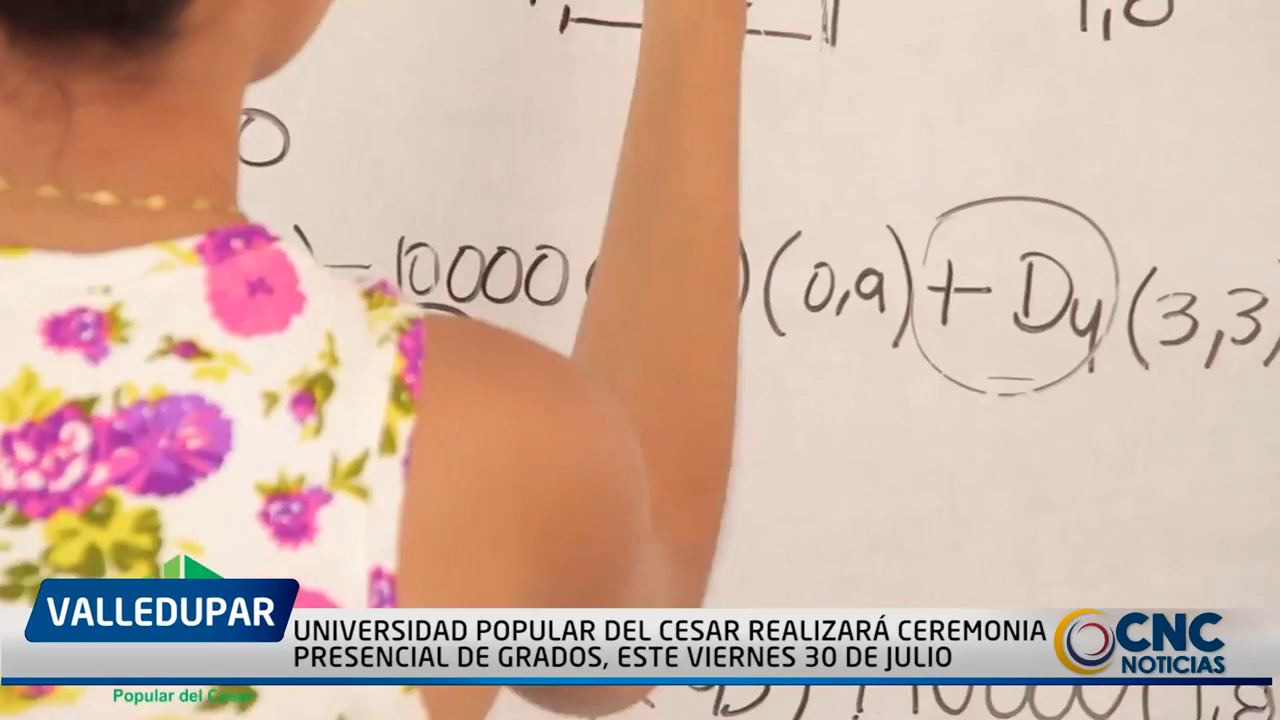 1,0
0
) - 10000 ( ) (0,9) + Dy (3,3)
VALLEDUPAR
UNIVERSIDAD POPULAR DEL CESAR REALIZARÁ CEREMONIA
PRESENCIAL DE GRADOS, ESTE VIERNES 30 DE JULIO
CNC
NOTICIAS
Popular del Cesar